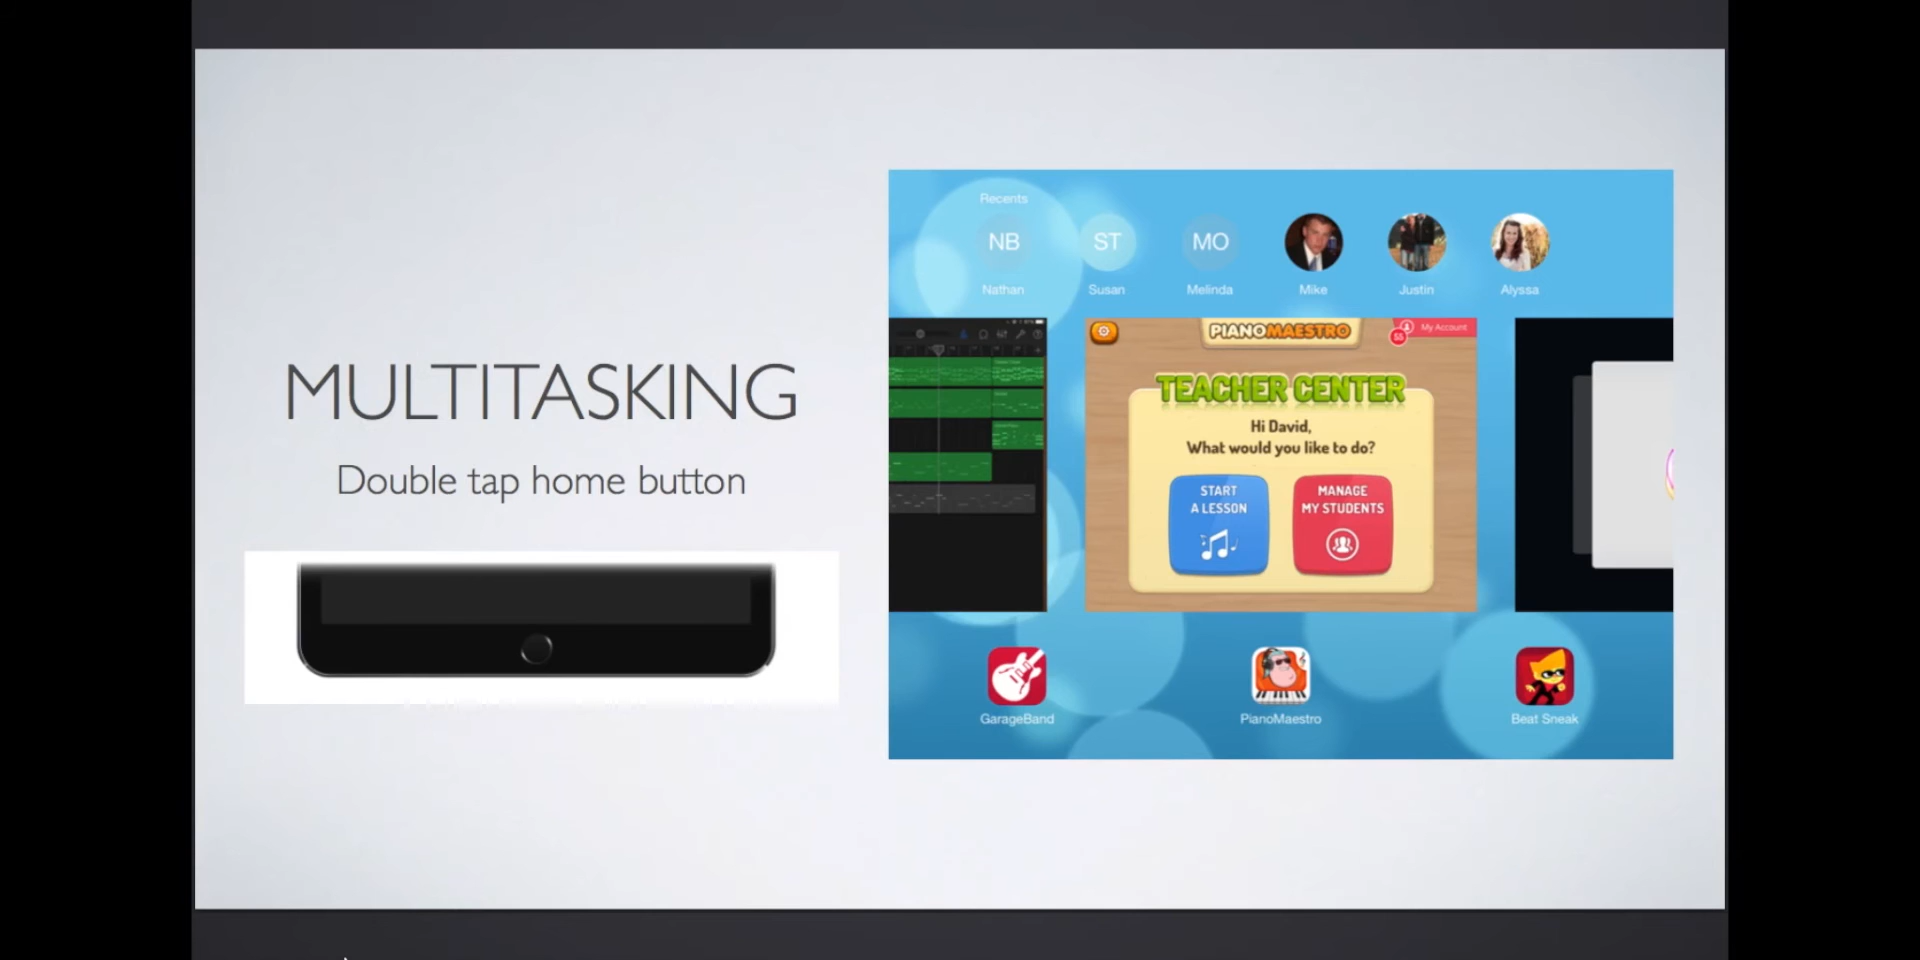 MULTITASKING
Double tap home button
Recents
NB
ST
MO
Nathan
Susan
Melinda
Mike
Justin
Alyssa
PIANOMAESTRO
55
My Account
TEACHER CENTER
Hi David,
What would you like to do?
START
A LESSON
MANAGE
MY STUDENTS
GarageBand
PianoMaestro
Beat Sneak